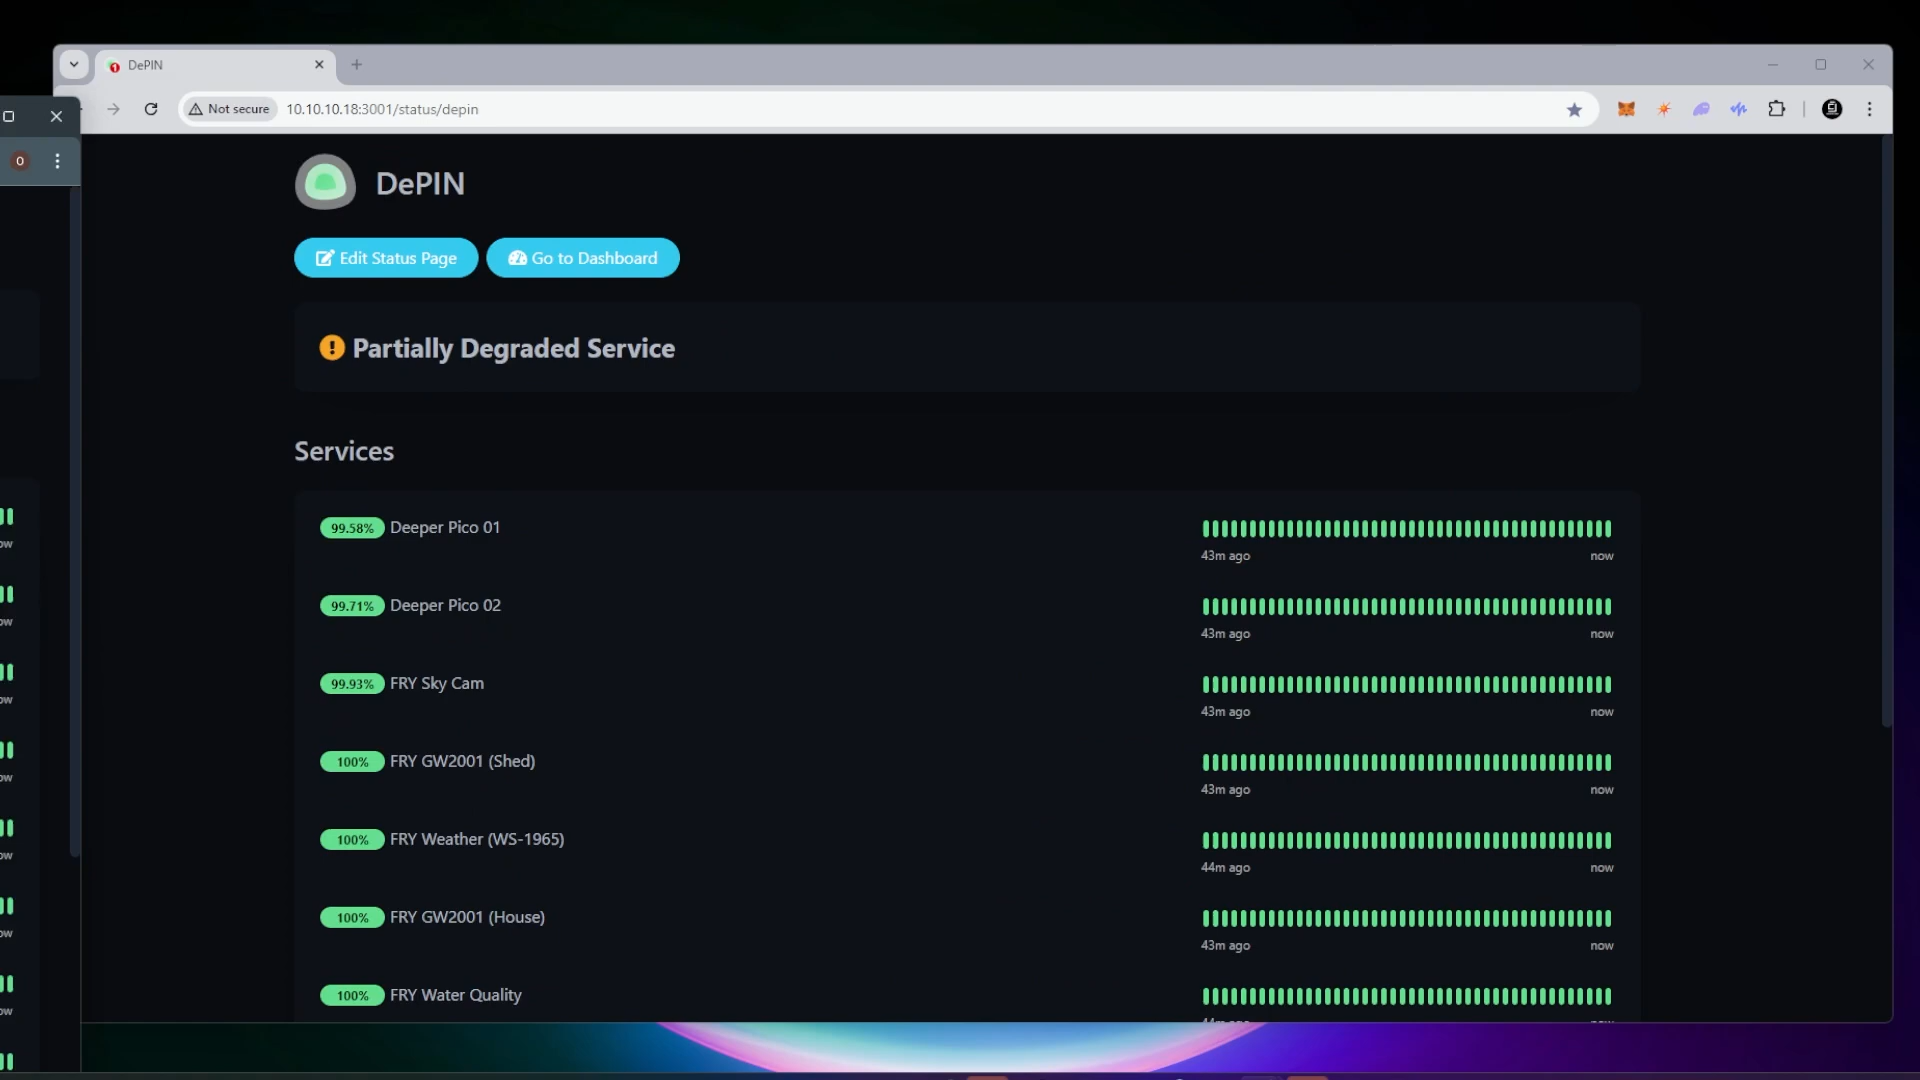 DePIN
Not secure
10.10.10.18:3001/status/depin
O
DePIN
Edit Status Page
Go to Dashboard
Partially Degraded Service
Services
99.58% Deeper Pico 01
43m ago now
99.71% Deeper Pico 02
43m ago now
99.93% FRY Sky Cam
43m ago now
100% FRY GW2001 (Shed)
43m ago now
100% FRY Weather (WS-1965)
44m ago now
100% FRY GW2001 (House)
43m ago now
100% FRY Water Quality